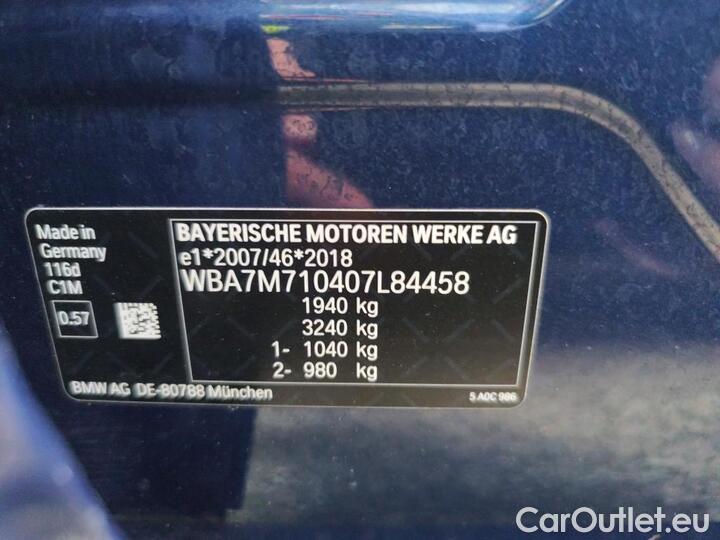 Made in
Germany
116d
C1M
0.57
BAYERISCHE MOTOREN WERKE AG
e1*2007/46*2018
WBA7M710407L84458
1940 kg
3240 kg
1- 1040 kg
2- 980 kg
BMW AG DE-80788 München
5 A0C 986
CarOutlet.eu